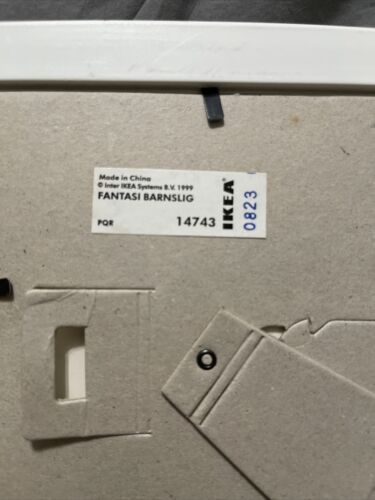 Made in China
© Inter IKEA Systems B.V. 1999
FANTASI BARNSLIG
PQR 14743
IKEA®
0823